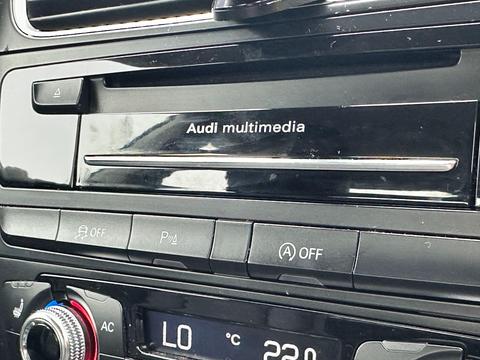 Audi multimedia
OFF
P
A OFF
AC
LO °C 22.0